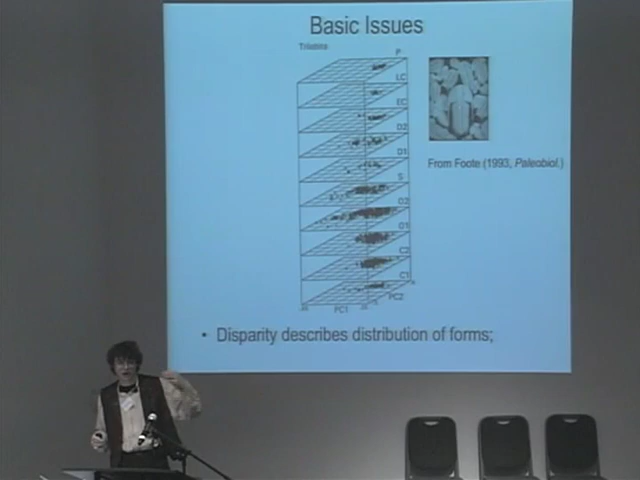 Basic Issues
Trilobita
P
LC
EC
D2
D1
S
O2
O1
C2
C1
PC2
PC1
From Foote (1993, Paleobiol.)
• Disparity describes distribution of forms;